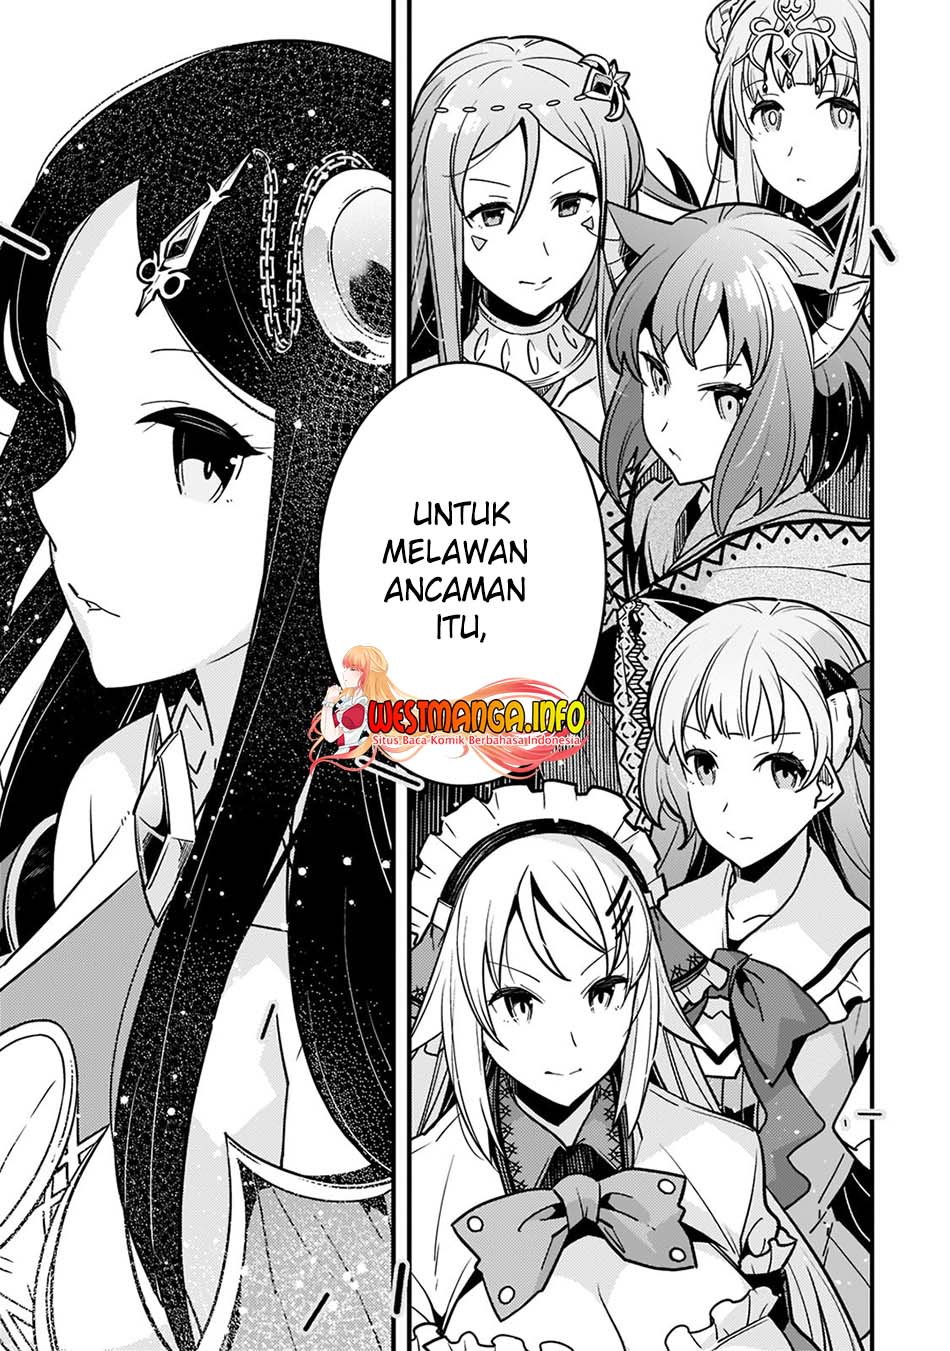 UNTUK
MELAWAN
ANCAMAN
ITU,
WESTMANGA.INFO
Situs Baca Komik Berbahasa Indonesia